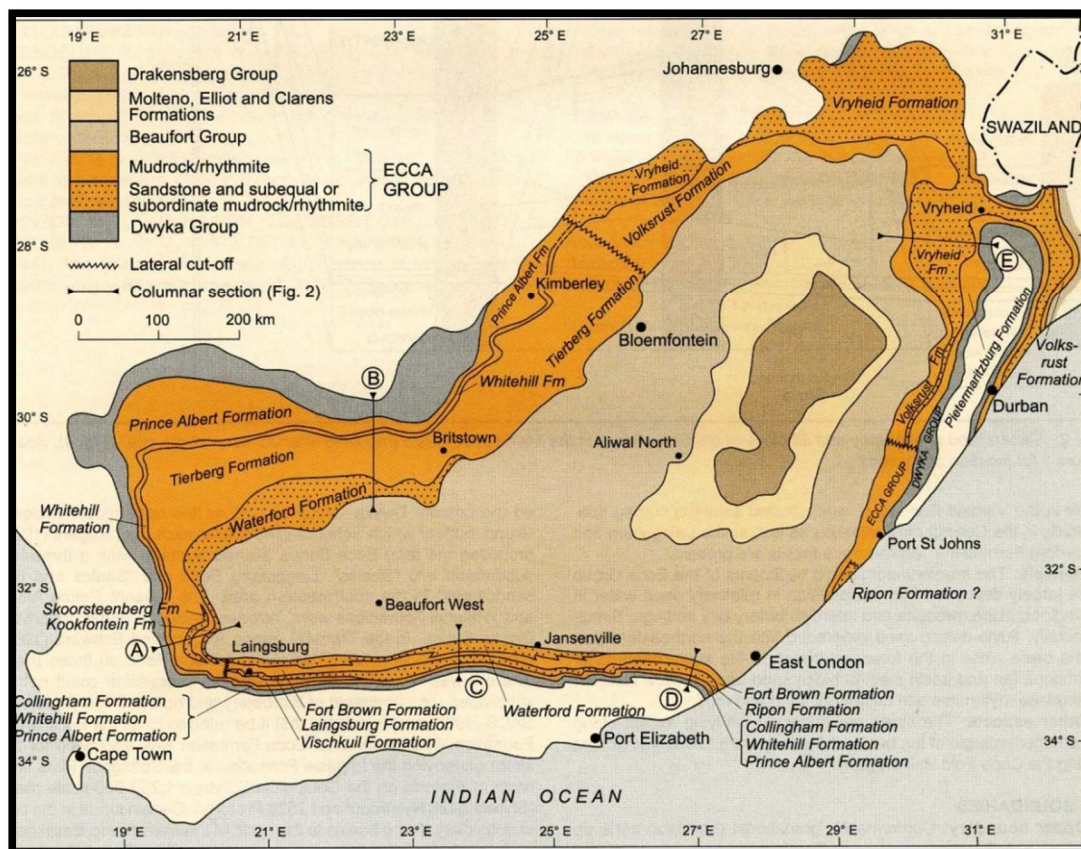 19° E
21° E
23° E
25° E
27° E
29° E
31° E
26° S
26° S
Drakensberg Group
Molteno, Elliot and Clarens
Formations
Beaufort Group
Mudrock/rhythmite
Sandstone and subequal or
subordinate mudrock/rhythmite
ECCA
GROUP
Dwyka Group
Lateral cut-off
Columnar section (Fig. 2)
0 100 200 km
28° S
28° S
Johannesburg
Vryheid Formation
SWAZILAND
Vryheid
Formation
Volksrust Formation
Vryheid
Vryheid
Fm
E
Prince Albert Fm
Kimberley
Tierberg Formation
Bloemfontein
Whitehill Fm
Volksrust Fm
Pietermaritzburg Formation
Volks-
rust
Formation
Durban
B
30° S
30° S
Prince Albert Formation
Britstown
Aliwal North
DWYKA GROUP
Tierberg Formation
ECCA GROUP
Waterford Formation
Whitehill
Formation
Port St Johns
32° S
32° S
Ripon Formation ?
Beaufort West
Skoorsteenberg Fm
Kookfontein Fm
A
Laingsburg
Jansenville
East London
C
D
Collingham Formation
Whitehill Formation
Prince Albert Formation
Fort Brown Formation
Laingsburg Formation
Vischkuil Formation
Waterford Formation
Fort Brown Formation
Ripon Formation
Collingham Formation
Whitehill Formation
Prince Albert Formation
Port Elizabeth
34° S
34° S
Cape Town
INDIAN OCEAN
19° E
21° E
23° E
25° E
27° E
29° E
31° E